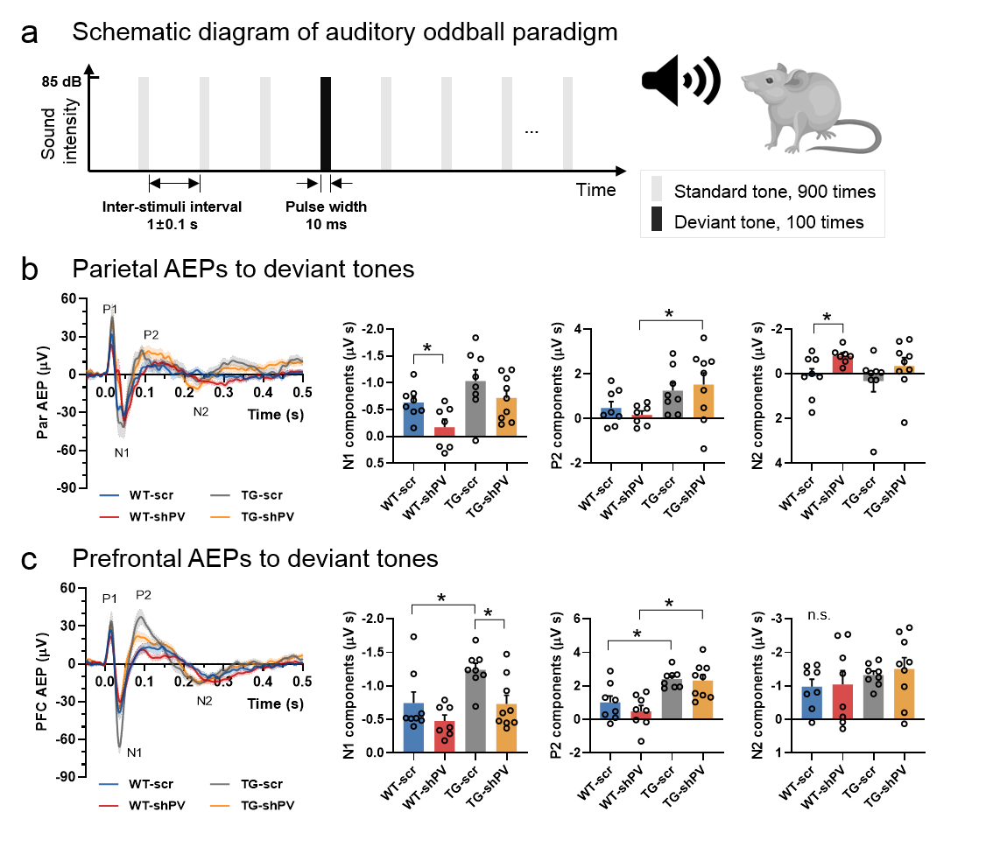 a Schematic diagram of auditory oddball paradigm
85 dB
Sound
intensity
...
Time
Inter-stimuli interval
1±0.1 s
Pulse width
10 ms
Standard tone, 900 times
Deviant tone, 100 times
b Parietal AEPs to deviant tones
Par AEP (µV)
60
30
0
-30
-60
-90
P1
P2
N1
N2
0.0 0.1 0.2 0.3 0.4 0.5
Time (s)
WT-scr
TG-scr
WT-shPV
TG-shPV
N1 components (µV s)
-2.0
-1.5
-1.0
-0.5
0.0
0.5
*
WT-scr
WT-shPV
TG-scr
TG-shPV
P2 components (µV s)
4
2
0
-2
*
WT-scr
WT-shPV
TG-scr
TG-shPV
N2 components (µV s)
-2
0
2
4
*
WT-scr
WT-shPV
TG-scr
TG-shPV
c Prefrontal AEPs to deviant tones
PFC AEP (µV)
60
30
0
-30
-60
-90
P1
P2
N1
N2
0.0 0.1 0.2 0.3 0.4 0.5
Time (s)
WT-scr
TG-scr
WT-shPV
TG-shPV
N1 components (µV s)
-2.0
-1.5
-1.0
-0.5
0.0
*
*
WT-scr
WT-shPV
TG-scr
TG-shPV
P2 components (µV s)
6
4
2
0
-2
*
*
WT-scr
WT-shPV
TG-scr
TG-shPV
N2 components (µV s)
-3
-2
-1
0
1
n.s.
WT-scr
WT-shPV
TG-scr
TG-shPV